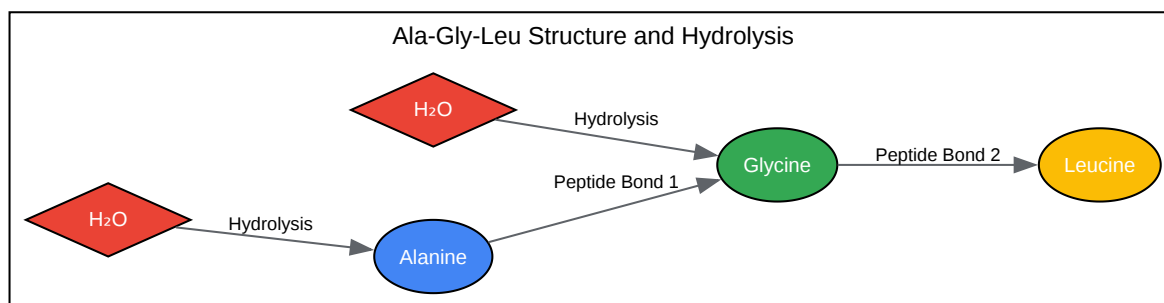 Ala-Gly-Leu Structure and Hydrolysis
H₂O
Hydrolysis
Glycine
Peptide Bond 2
Leucine
Peptide Bond 1
H₂O
Hydrolysis
Alanine